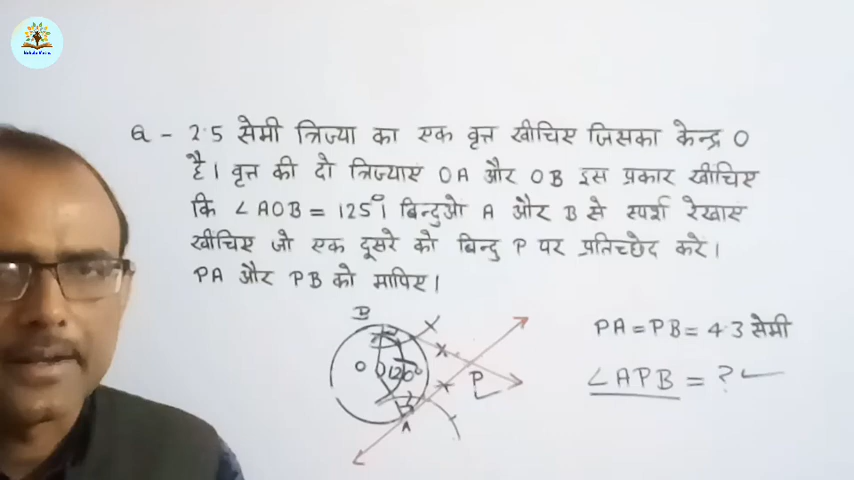 Q - 2.5 सेमी त्रिज्या का एक वृत्त खीचिए जिसका केन्द्र O
है। वृत्त की दो त्रिज्याए OA और OB इस प्रकार खीचिए
कि ∠AOB = 125°। बिन्दुओ A और B से स्पर्श रेखाए
खीचिए जो एक दूसरे को बिन्दु P पर प्रतिच्छेद करे।
PA और PB को मापिए।
B
O
P
A
PA = PB = 4.3 सेमी
∠APB = ?